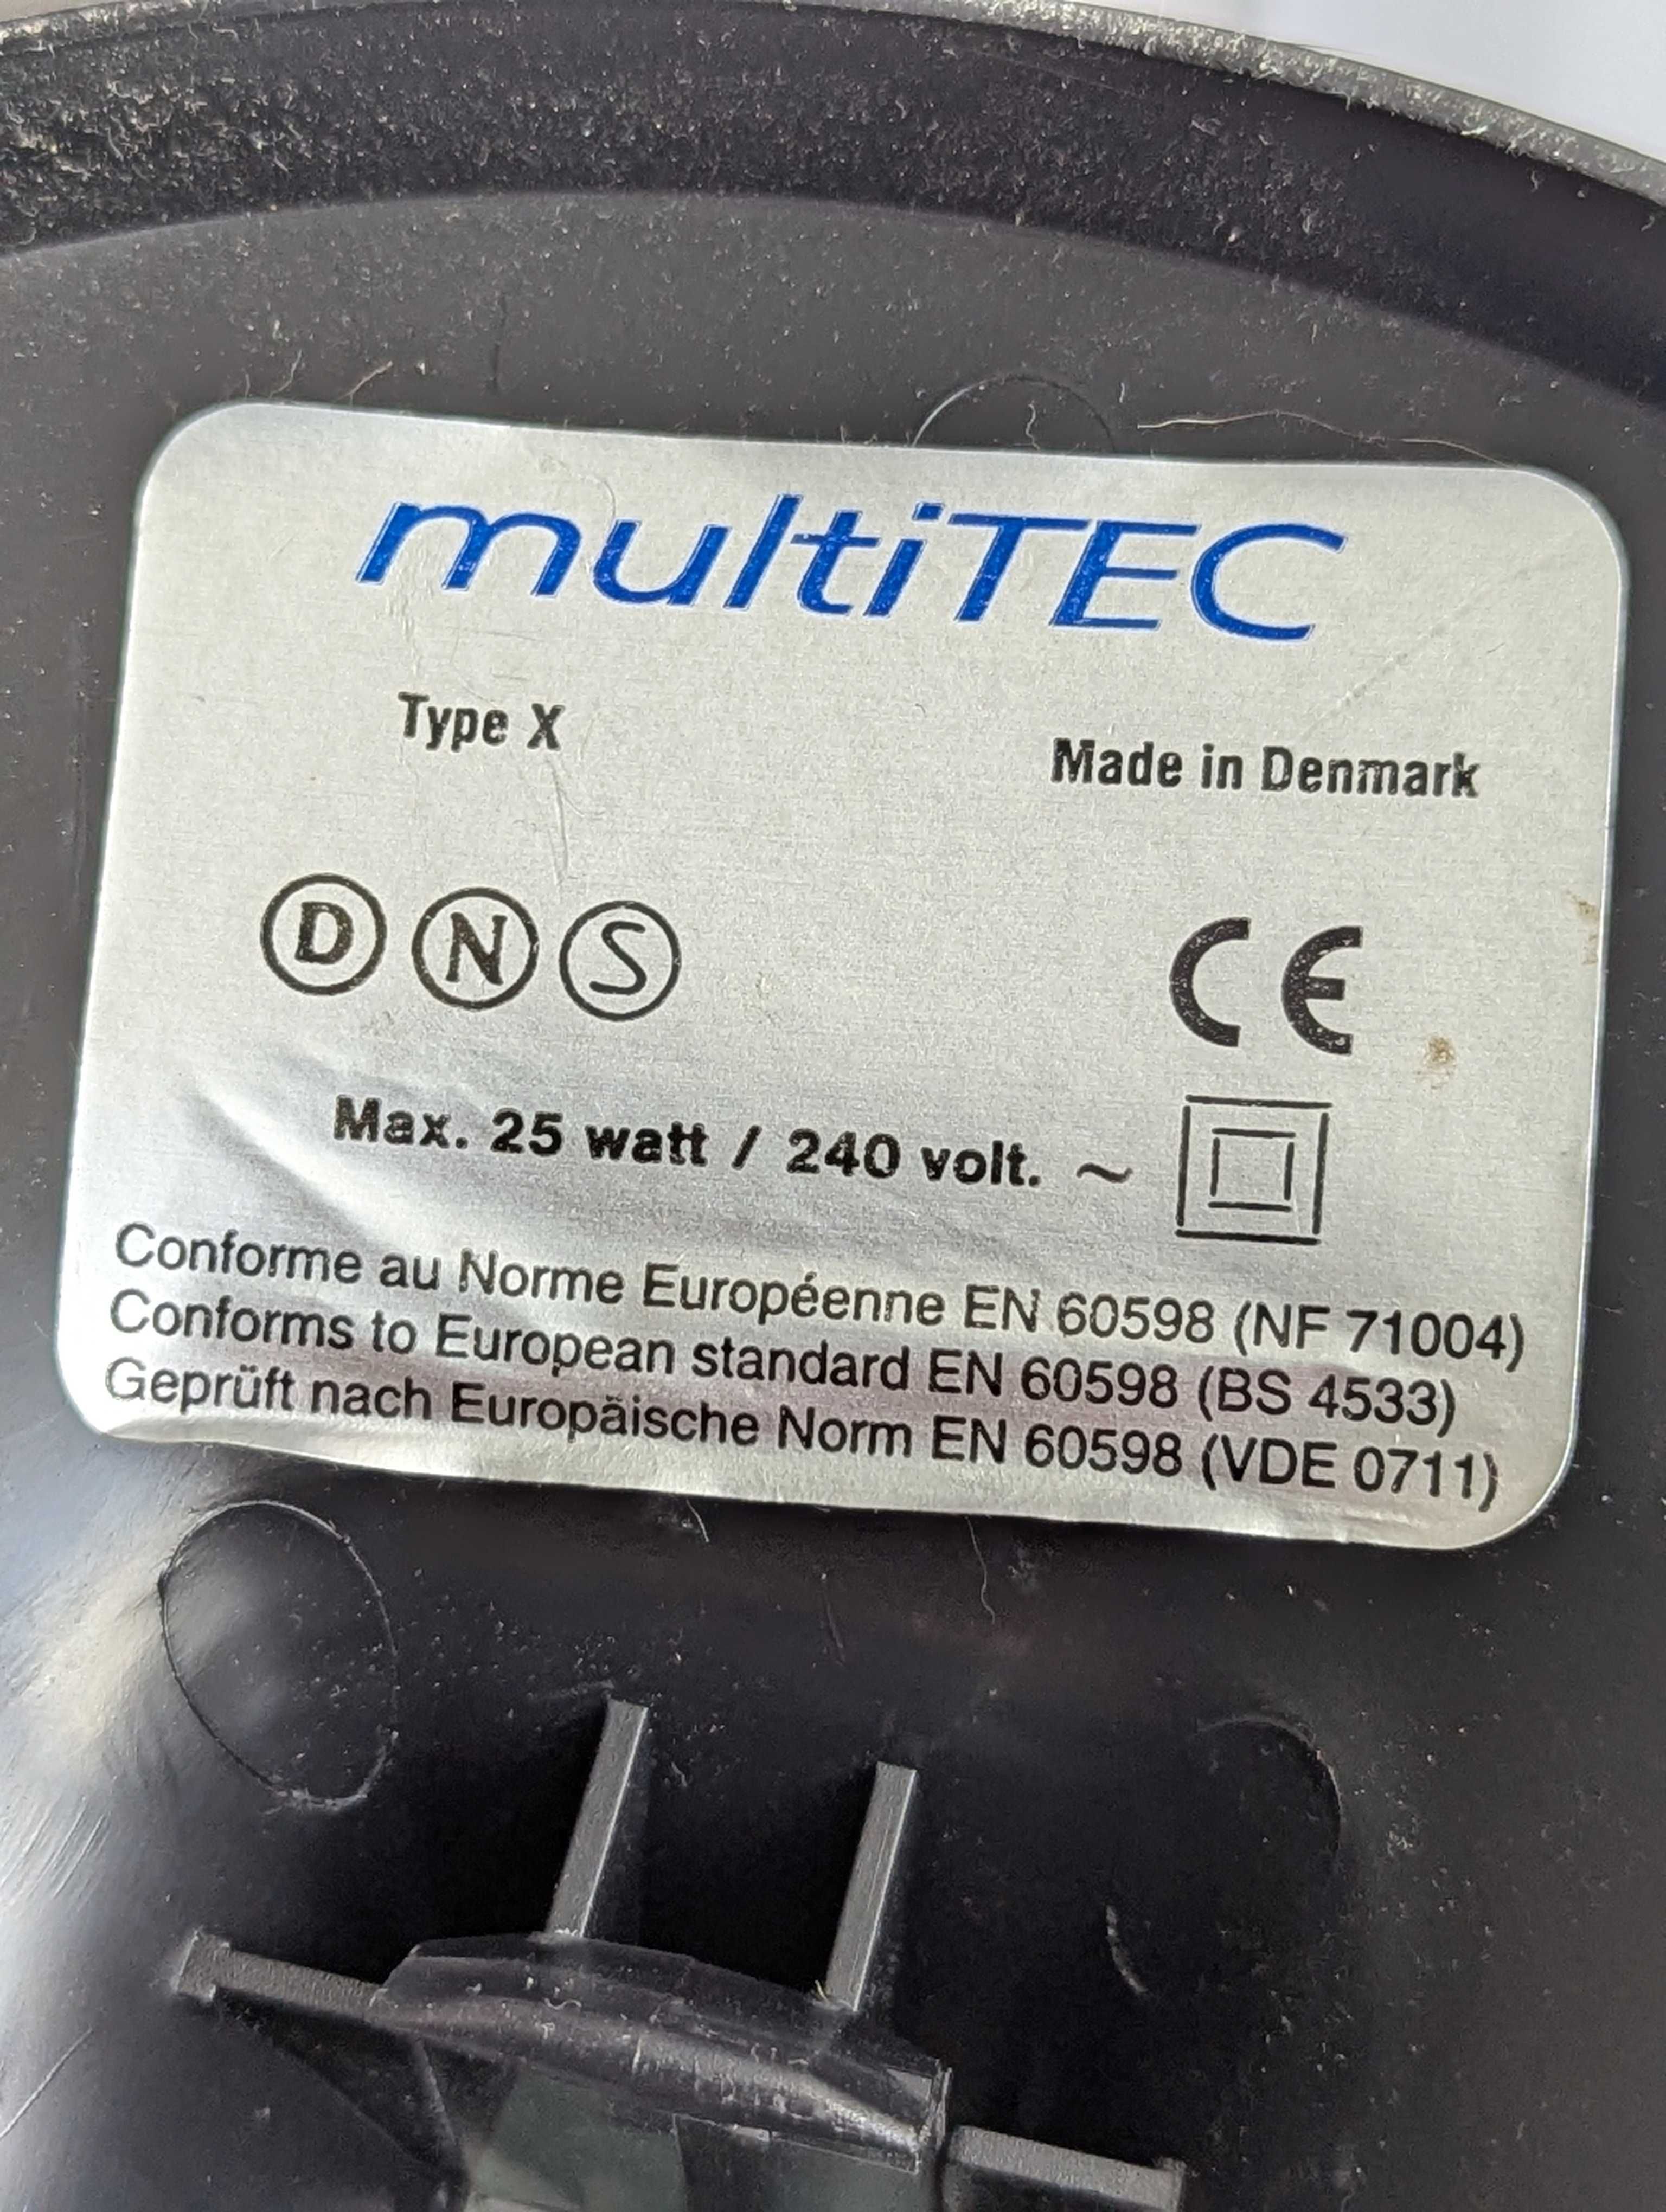 multiTEC
Type X
Made in Denmark
D N S
CE
Max. 25 watt / 240 volt. ~
Conforme au Norme Européenne EN 60598 (NF 71004)
Conforms to European standard EN 60598 (BS 4533)
Geprüft nach Europäische Norm EN 60598 (VDE 0711)